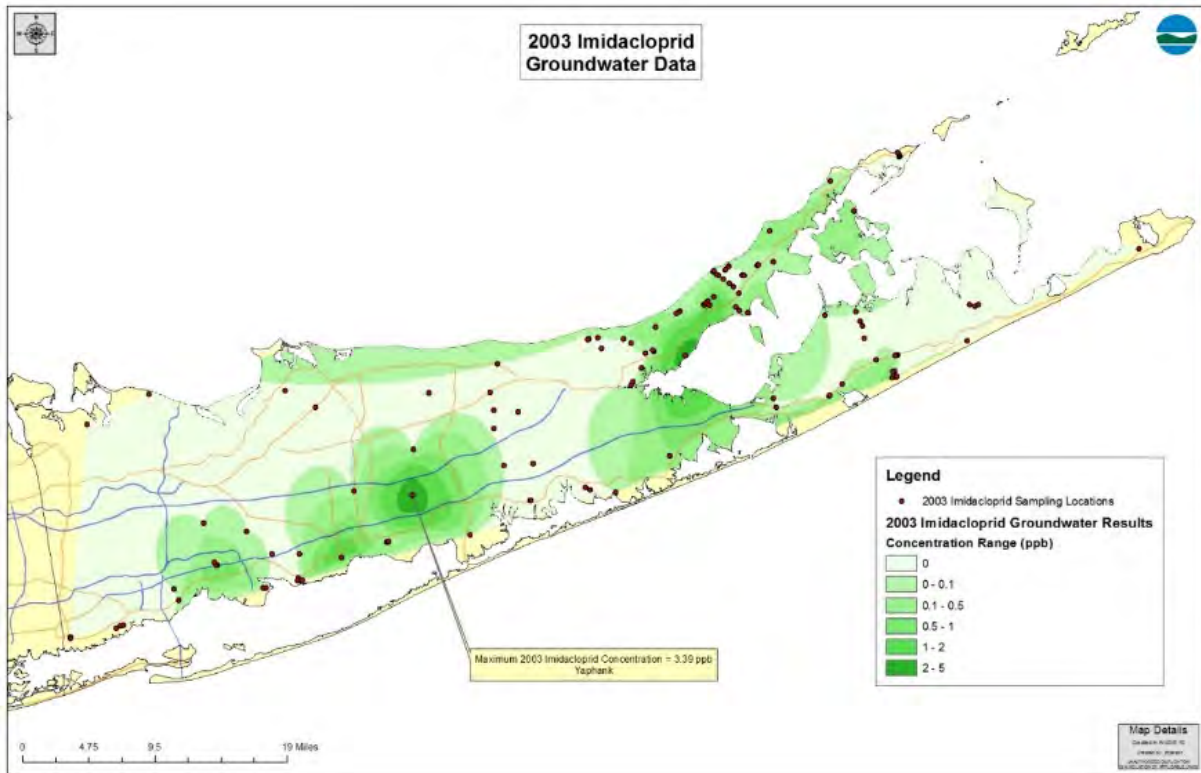 2003 Imidacloprid
Groundwater Data
Legend
2003 Imidacloprid Sampling Locations
2003 Imidacloprid Groundwater Results
Concentration Range (ppb)
0
0 - 0.1
0.1 - 0.5
0.5 - 1
1 - 2
2 - 5
Maximum 2003 Imidacloprid Concentration = 3.39 ppb
Yaphank
0 4.75 9.5 19 Miles
Map Details